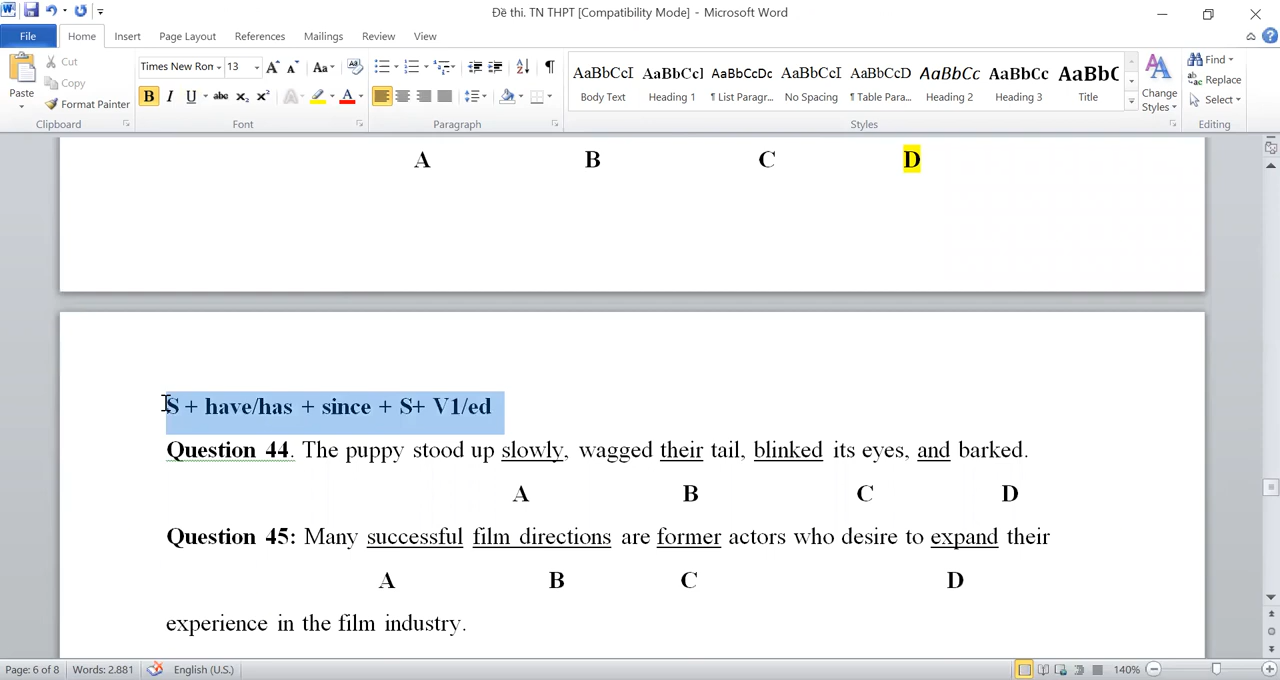 Đề thi. TN THPT [Compatibility Mode] - Microsoft Word
File Home Insert Page Layout References Mailings Review View
Paste
Cut
Copy
Format Painter
Clipboard
Times New Ron 13
Font
Paragraph
AaBbCcI AaBbCc] AaBbCcDc AaBbCcI AaBbCcD AaBbCc AaBbCc AaBbC
Body Text Heading 1 ¶ List Paragr... No Spacing ¶ Table Para... Heading 2 Heading 3 Title
Change Styles
Styles
Find
Replace
Select
Editing
A B C D
S + have/has + since + S+ V1/ed
Question 44. The puppy stood up slowly, wagged their tail, blinked its eyes, and barked.
A B C D
Question 45: Many successful film directions are former actors who desire to expand their
A B C D
experience in the film industry.
Page: 6 of 8 Words: 2.881 English (U.S.) 140%